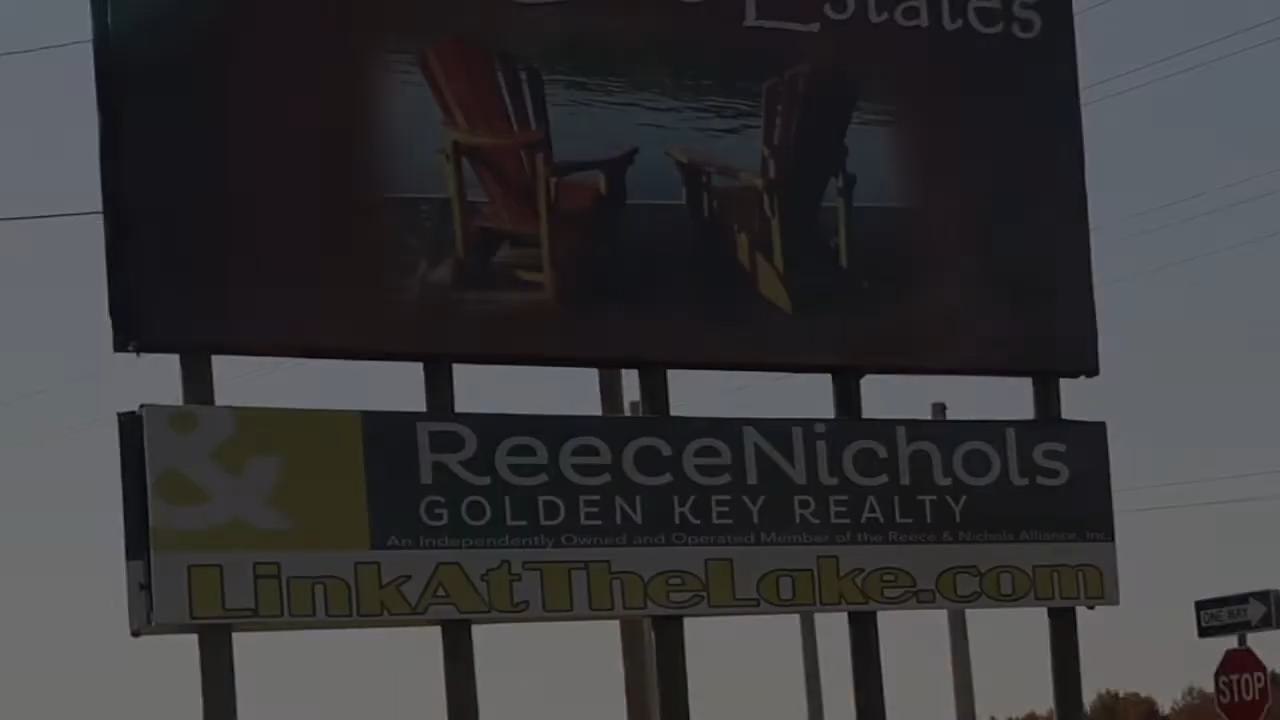 Estates
&
ReeceNichols
GOLDEN KEY REALTY
An Independently Owned and Operated Member of the Reece & Nichols Alliance, Inc.
LinkAtTheLake.com
ONE WAY
STOP